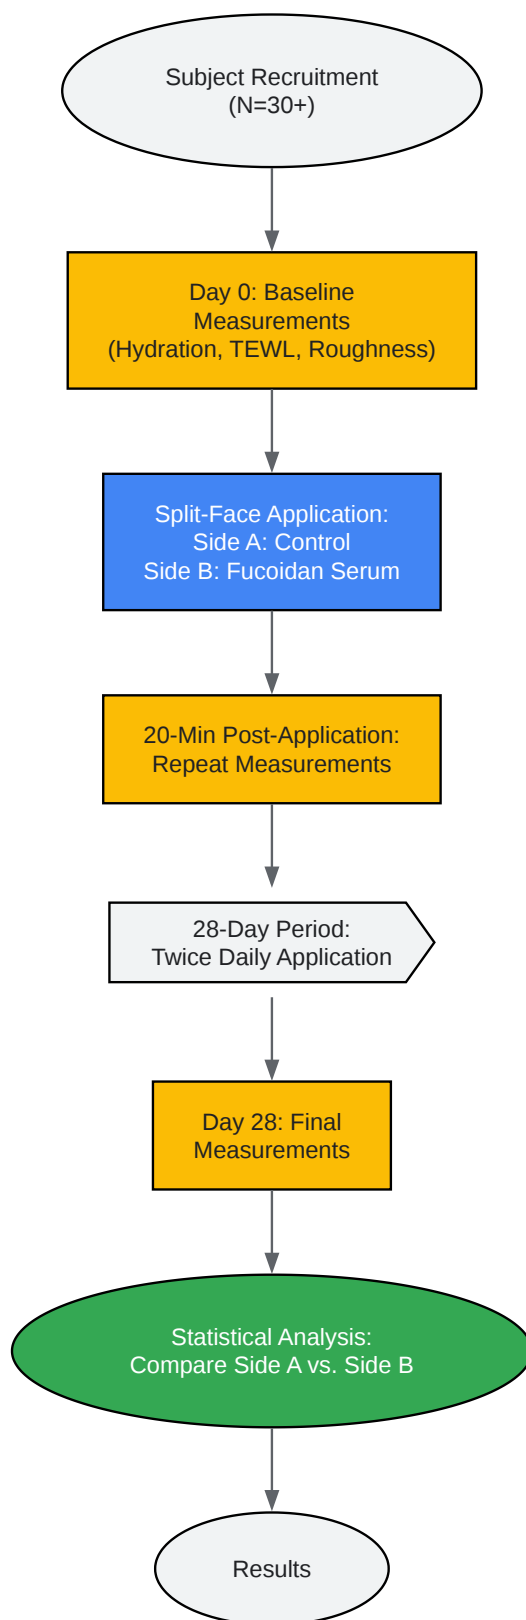 Subject Recruitment
(N=30+)
Day 0: Baseline
Measurements
(Hydration, TEWL, Roughness)
Split-Face Application:
Side A: Control
Side B: Fucoidan Serum
20-Min Post-Application:
Repeat Measurements
28-Day Period:
Twice Daily Application
Day 28: Final
Measurements
Statistical Analysis:
Compare Side A vs. Side B
Results